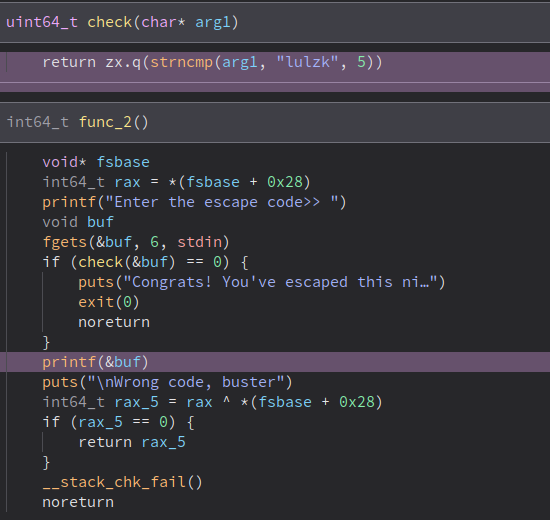 uint64_t check(char* arg1)
return zx.q(strncmp(arg1, "lulzk", 5))
int64_t func_2()
void* fsbase
int64_t rax = *(fsbase + 0x28)
printf("Enter the escape code>> ")
void buf
fgets(&buf, 6, stdin)
if (check(&buf) == 0) {
puts("Congrats! You've escaped this ni…")
exit(0)
noreturn
}
printf(&buf)
puts("\nWrong code, buster")
int64_t rax_5 = rax ^ *(fsbase + 0x28)
if (rax_5 == 0) {
return rax_5
}
__stack_chk_fail()
noreturn